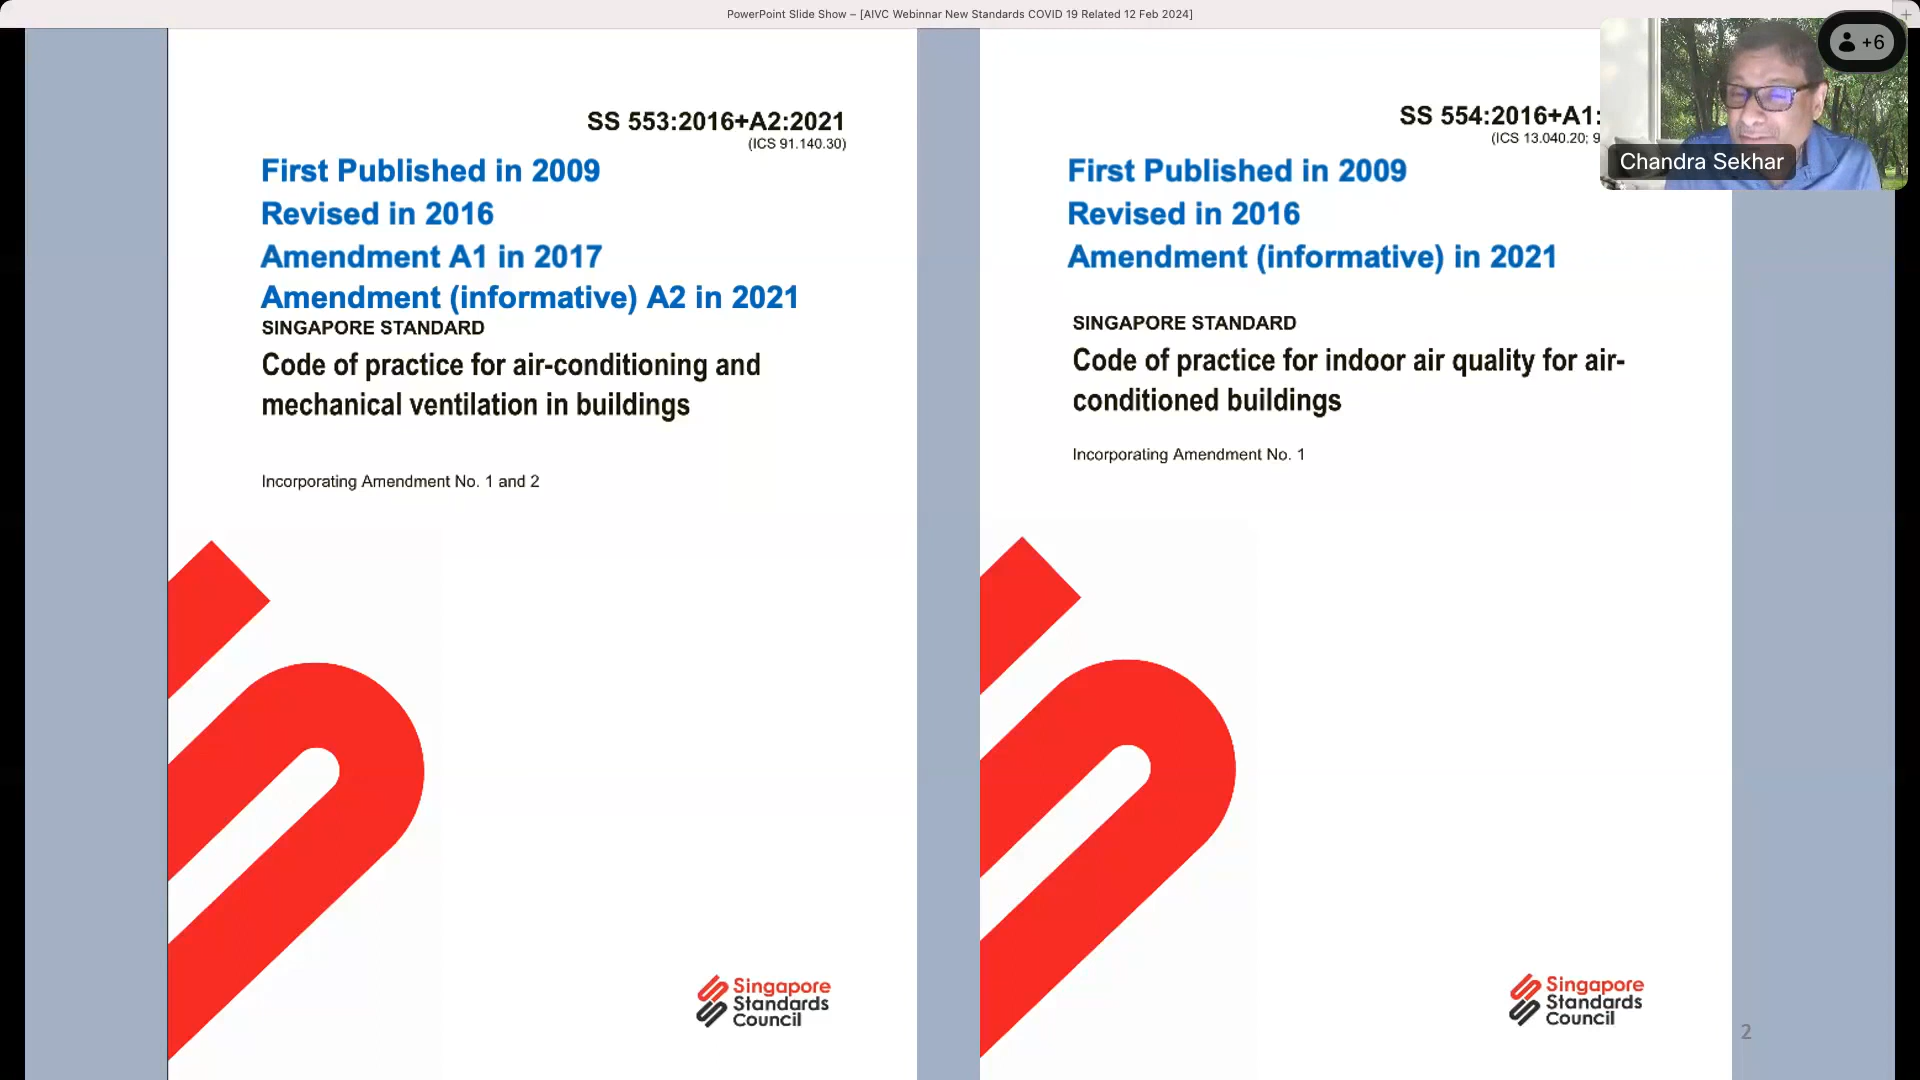 PowerPoint Slide Show – [AIVC Webinnar New Standards COVID 19 Related 12 Feb 2024]
+6
Chandra Sekhar
SS 553:2016+A2:2021
(ICS 91.140.30)
First Published in 2009
Revised in 2016
Amendment A1 in 2017
Amendment (informative) A2 in 2021
SINGAPORE STANDARD
Code of practice for air-conditioning and
mechanical ventilation in buildings
Incorporating Amendment No. 1 and 2
Singapore
Standards
Council
SS 554:2016+A1:
(ICS 13.040.20; 9
First Published in 2009
Revised in 2016
Amendment (informative) in 2021
SINGAPORE STANDARD
Code of practice for indoor air quality for air-
conditioned buildings
Incorporating Amendment No. 1
Singapore
Standards
Council
2